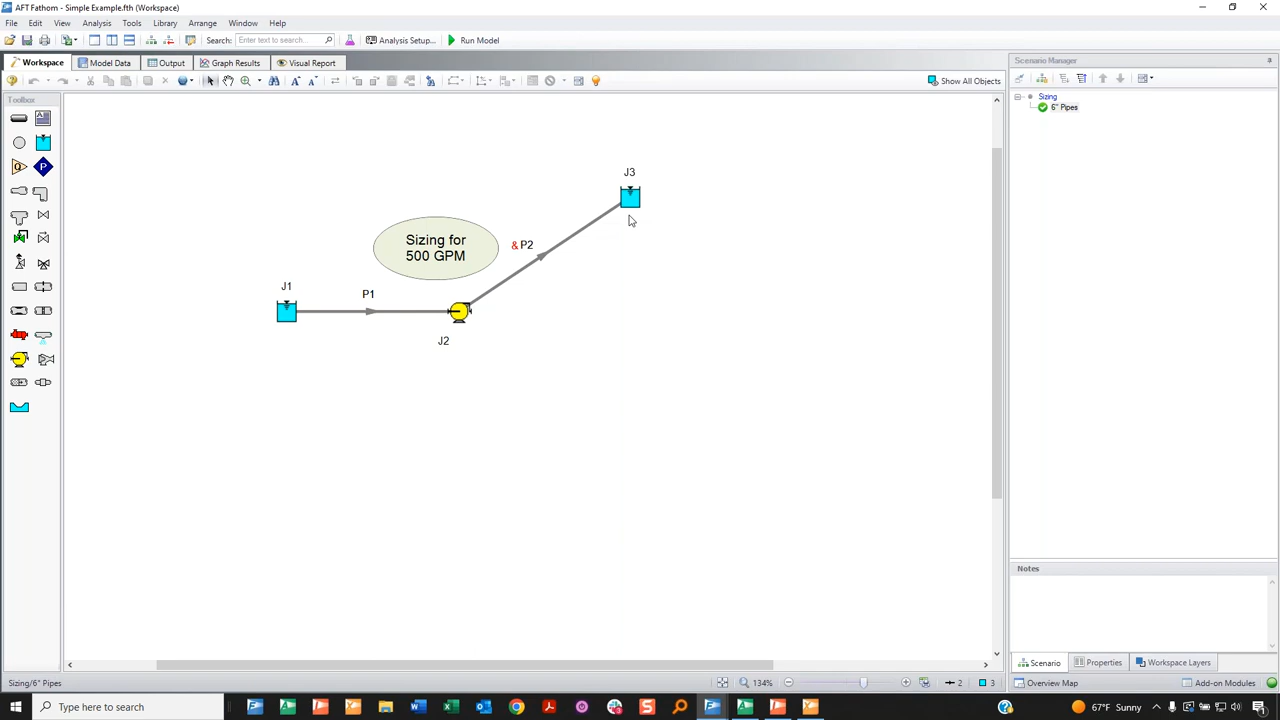 AFT Fathom - Simple Example.fth (Workspace)
File Edit View Analysis Tools Library Arrange Window Help
Search: Enter text to search... Analysis Setup... Run Model
Workspace Model Data Output Graph Results Visual Report
Show All Objects
Toolbox
Scenario Manager
Sizing
6" Pipes
J3
Sizing for
500 GPM
& P2
J1
P1
J2
Notes
Scenario Properties Workspace Layers
Sizing/6" Pipes
134%
2
3
Overview Map
Add-on Modules
Type here to search
67°F Sunny